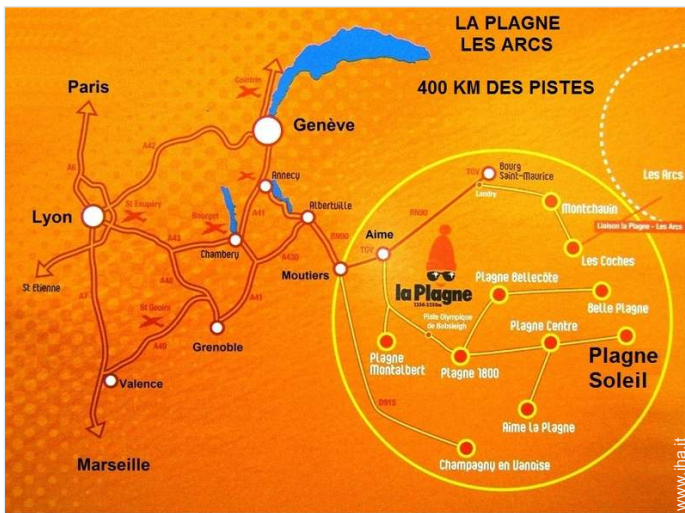 LA PLAGNE
LES ARCS
400 KM DES PISTES
Cointrin
Paris
Genève
A42
A6
TGV
Bourg
Saint-Maurice
Annecy
Landry
Les Arcs
St Exupéry
Lyon
Bourget
A41
Albertville
RN90
Montchavin
Liaison la Plagne - Les Arcs
A43
Chambery
A430
RN90
Aime
TGV
Les Coches
St Etienne
Moutiers
A7
A48
A41
la Plagne
Plagne Bellecôte
Belle Plagne
St Geoirs
Piste Olympique
de Bobsleigh
Plagne Centre
Grenoble
A49
Plagne
Montalbert
Plagne 1800
Plagne
Soleil
Valence
D915
Aime la Plagne
Marseille
Champagny en Vanoise
www.iha.it